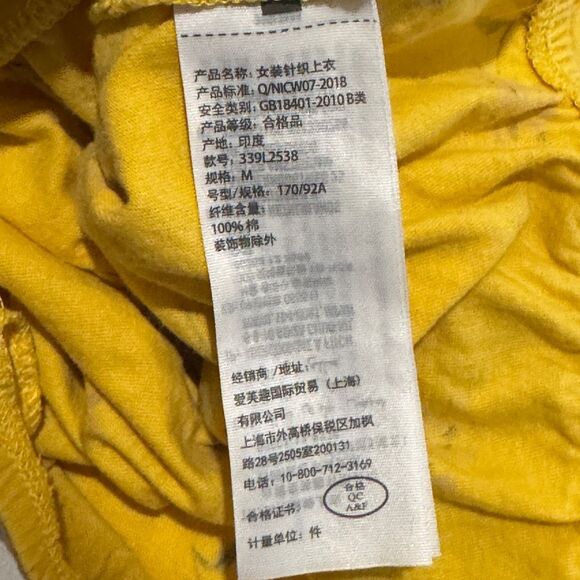 产品名称：女装针织上衣
产品标准：Q/NICW07-2018
安全类别：GB18401-2010 B类
产品等级：合格品
产地：印度
款号：339L2538
规格：M
号型/规格：170/92A
纤维含量：
100% 棉
装饰物除外
经销商 /地址：
爱芙趣国际贸易（上海）
有限公司
上海市外高桥保税区加枫
路28号2505室200131
电话：10-800-712-3169
合格证书：
合格
QC
A&F
计量单位：件